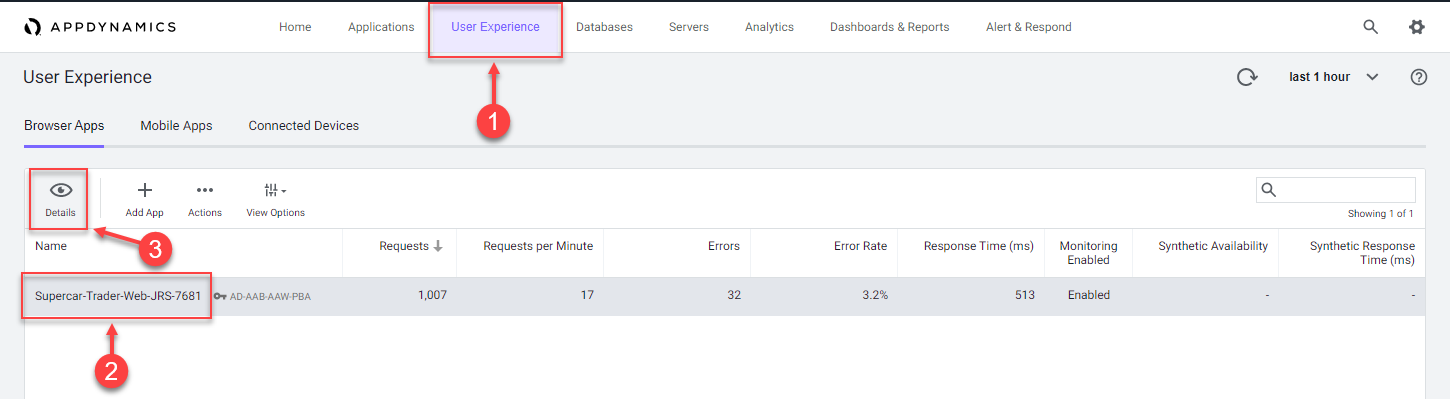 APPDYNAMICS Home Applications User Experience Databases Servers Analytics Dashboards & Reports Alert & Respond
1
User Experience last 1 hour
Browser Apps Mobile Apps Connected Devices
Details Add App Actions View Options
Showing 1 of 1
3
Name Requests Requests per Minute Errors Error Rate Response Time (ms) Monitoring Enabled Synthetic Availability Synthetic Response Time (ms)
Supercar-Trader-Web-JRS-7681 AD-AAB-AAW-PBA 1,007 17 32 3.2% 513 Enabled - -
2